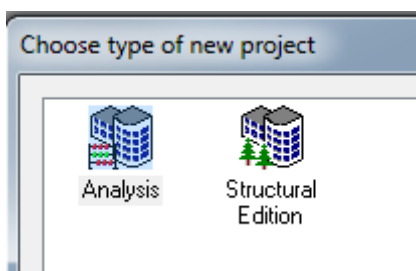 Choose type of new project
Analysis
Structural
Edition